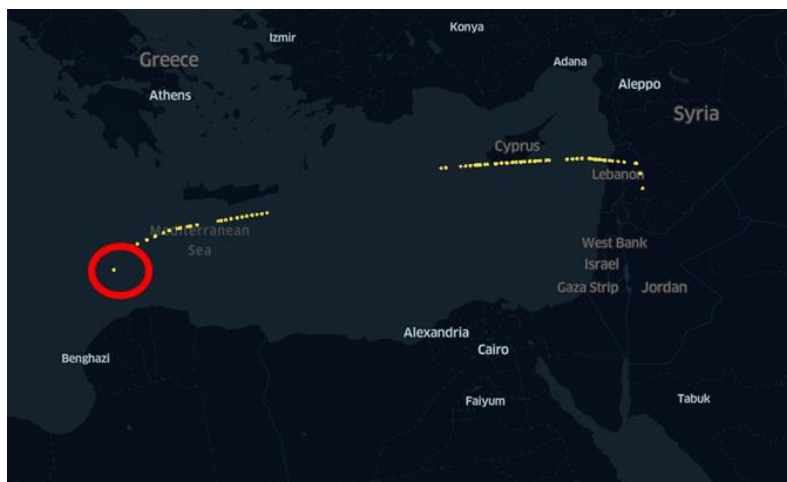 Izmir
Konya
Greece
Adana
Athens
Aleppo
Syria
Cyprus
Lebanon
Mediterranean
Sea
West Bank
Israel
Gaza Strip
Jordan
Alexandria
Cairo
Benghazi
Faiyum
Tabuk